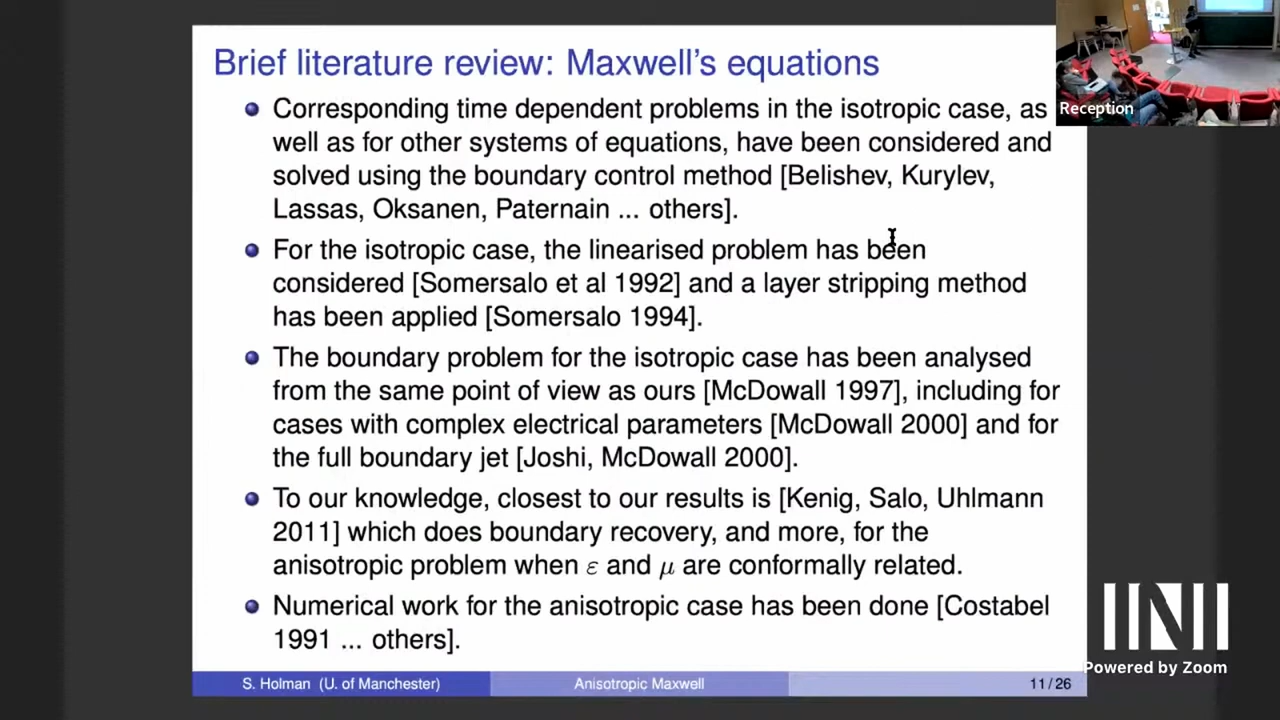 Brief literature review: Maxwell's equations
Corresponding time dependent problems in the isotropic case, as
well as for other systems of equations, have been considered and
solved using the boundary control method [Belishev, Kurylev,
Lassas, Oksanen, Paternain ... others].
For the isotropic case, the linearised problem has been
considered [Somersalo et al 1992] and a layer stripping method
has been applied [Somersalo 1994].
The boundary problem for the isotropic case has been analysed
from the same point of view as ours [McDowall 1997], including for
cases with complex electrical parameters [McDowall 2000] and for
the full boundary jet [Joshi, McDowall 2000].
To our knowledge, closest to our results is [Kenig, Salo, Uhlmann
2011] which does boundary recovery, and more, for the
anisotropic problem when ε and μ are conformally related.
Numerical work for the anisotropic case has been done [Costabel
1991 ... others].
S. Holman (U. of Manchester)
Anisotropic Maxwell
11 / 26
Reception
Powered by Zoom